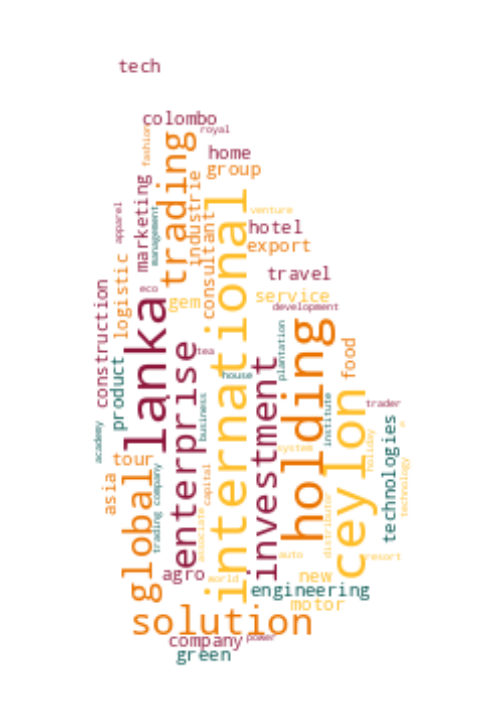 tech
colombo
royal
fashion
trading
home
group
industrie
marketing
management
international
venture
apparel
consultant
hotel
export
logistic
travel
eco
gem
service
development
construction
lanka
holding
plantation
food
enterprise
tea
product
house
investment
ceylon
business
institute
trader
academy
technologies
e
tour
system
holiday
technology
asia
global
trading company
capital
associate
distributor
auto
resort
agro
world
new
engineering
motor
solution
company
power
green